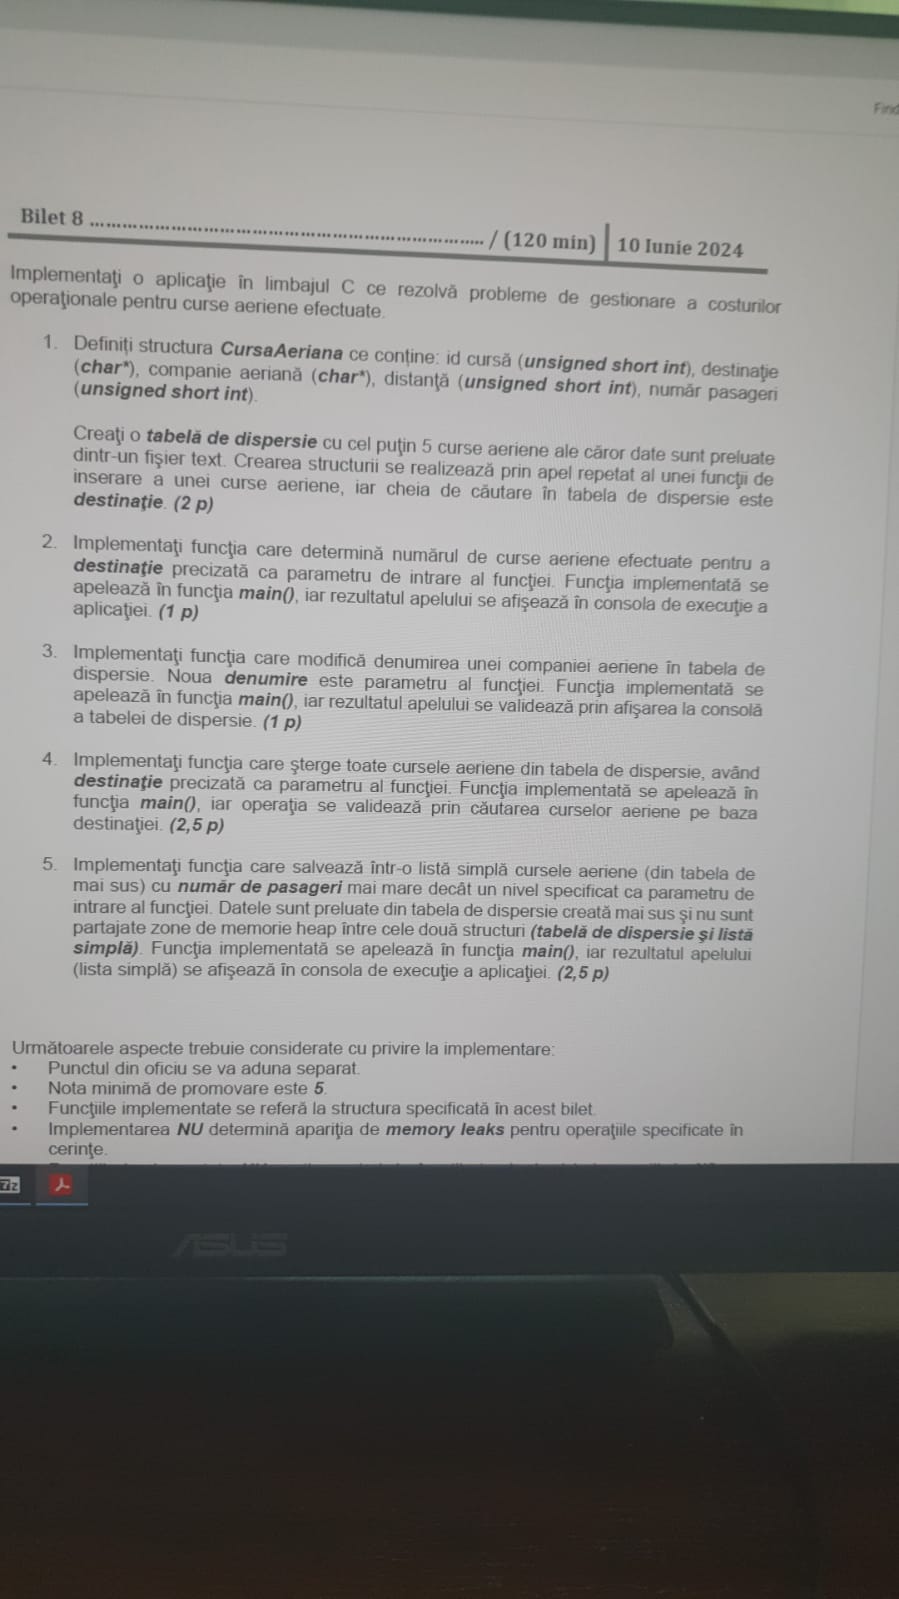 Find
Bilet 8 ........................................................................................ / (120 min) 10 Iunie 2024
Implementaţi o aplicaţie în limbajul C ce rezolvă probleme de gestionare a costurilor
operaţionale pentru curse aeriene efectuate.
1. Definiți structura CursaAeriana ce conţine: id cursă (unsigned short int), destinaţie
(char*), companie aeriană (char*), distanţă (unsigned short int), număr pasageri
(unsigned short int).
Creaţi o tabelă de dispersie cu cel puţin 5 curse aeriene ale căror date sunt preluate
dintr-un fişier text. Crearea structurii se realizează prin apel repetat al unei funcţii de
inserare a unei curse aeriene, iar cheia de căutare în tabela de dispersie este
destinaţie. (2 p)
2. Implementaţi funcţia care determină numărul de curse aeriene efectuate pentru a
destinaţie precizată ca parametru de intrare al funcţiei. Funcţia implementată se
apelează în funcţia main(), iar rezultatul apelului se afişează în consola de execuţie a
aplicaţiei. (1 p)
3. Implementaţi funcţia care modifică denumirea unei companiei aeriene în tabela de
dispersie. Noua denumire este parametru al funcţiei. Funcţia implementată se
apelează în funcţia main(), iar rezultatul apelului se validează prin afişarea la consolă
a tabelei de dispersie. (1 p)
4. Implementaţi funcţia care şterge toate cursele aeriene din tabela de dispersie, având
destinaţie precizată ca parametru al funcţiei. Funcţia implementată se apelează în
funcţia main(), iar operaţia se validează prin căutarea curselor aeriene pe baza
destinaţiei. (2,5 p)
5. Implementaţi funcţia care salvează într-o listă simplă cursele aeriene (din tabela de
mai sus) cu număr de pasageri mai mare decât un nivel specificat ca parametru de
intrare al funcţiei. Datele sunt preluate din tabela de dispersie creată mai sus şi nu sunt
partajate zone de memorie heap între cele două structuri (tabelă de dispersie şi listă
simplă). Funcţia implementată se apelează în funcţia main(), iar rezultatul apelului
(lista simplă) se afişează în consola de execuţie a aplicaţiei. (2,5 p)
Următoarele aspecte trebuie considerate cu privire la implementare:
• Punctul din oficiu se va aduna separat.
• Nota minimă de promovare este 5.
• Funcţiile implementate se referă la structura specificată în acest bilet.
• Implementarea NU determină apariţia de memory leaks pentru operaţiile specificate în
cerinţe.
7z
ASUS